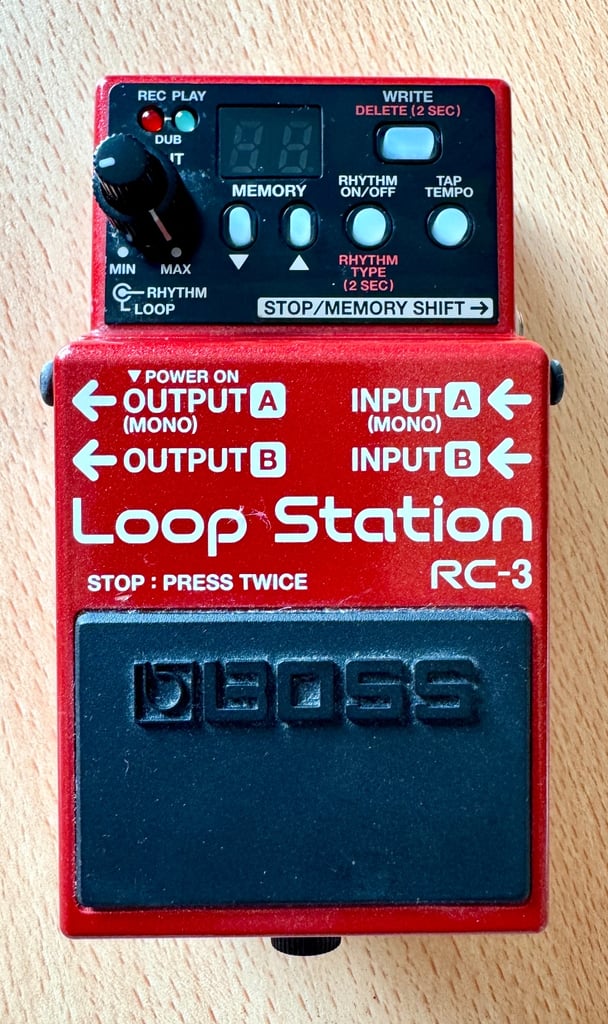 REC PLAY
DUB
WRITE
DELETE (2 SEC)
MEMORY
RHYTHM
ON/OFF
TAP
TEMPO
▼
▲
RHYTHM
TYPE
(2 SEC)
MIN
MAX
RHYTHM
LOOP
STOP/MEMORY SHIFT→
▼POWER ON
←OUTPUT A
(MONO)
INPUT A←
(MONO)
←OUTPUT B
INPUT B←
Loop Station
STOP : PRESS TWICE
RC-3
BOSS